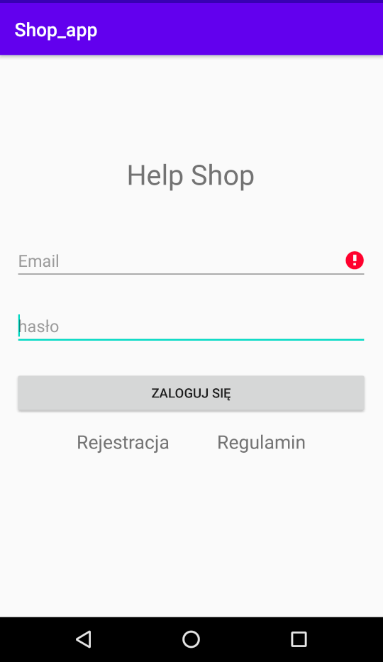 Shop_app
Help Shop
Email
hasło
ZALOGUJ SIĘ
Rejestracja Regulamin